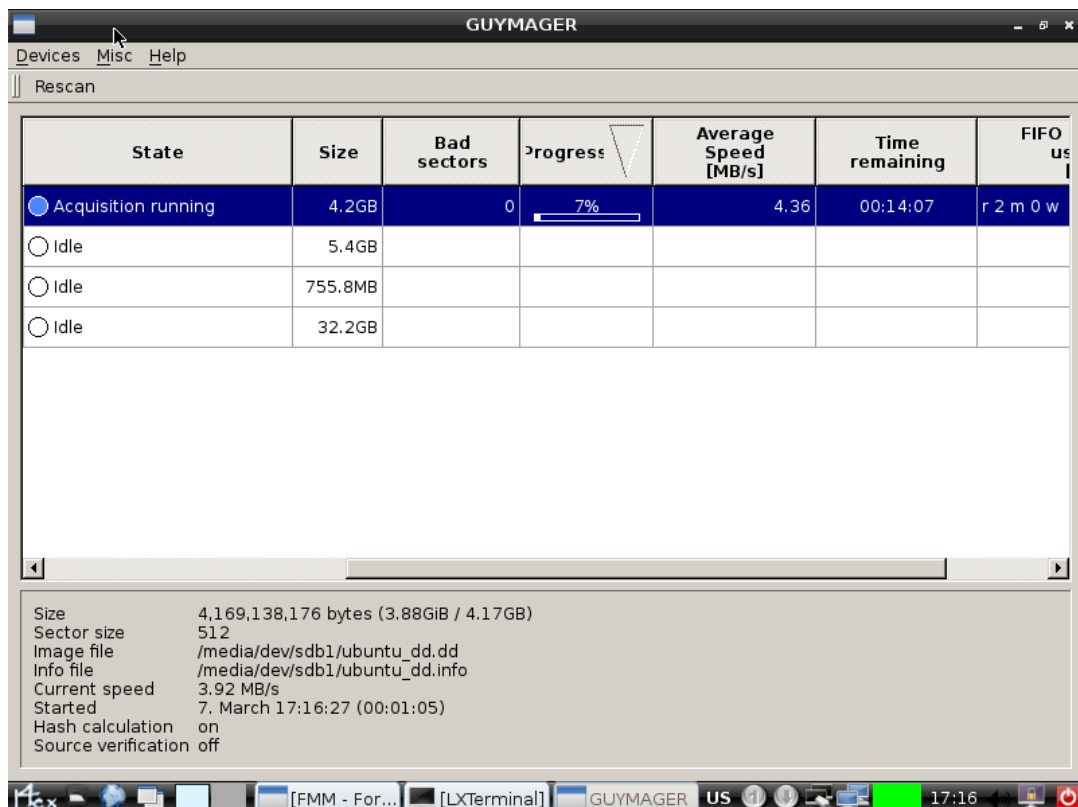 GUYMAGER
Devices Misc Help
Rescan
State Size Bad sectors Progress Average Speed [MB/s] Time remaining FIFO
Acquisition running 4.2GB 0 7% 4.36 00:14:07 r 2 m 0 w
Idle 5.4GB
Idle 755.8MB
Idle 32.2GB
Size 4,169,138,176 bytes (3.88GiB / 4.17GB)
Sector size 512
Image file /media/dev/sdb1/ubuntu_dd.dd
Info file /media/dev/sdb1/ubuntu_dd.info
Current speed 3.92 MB/s
Started 7. March 17:16:27 (00:01:05)
Hash calculation on
Source verification off
[FMM - For... [LXTerminal] GUYMAGER US 17:16